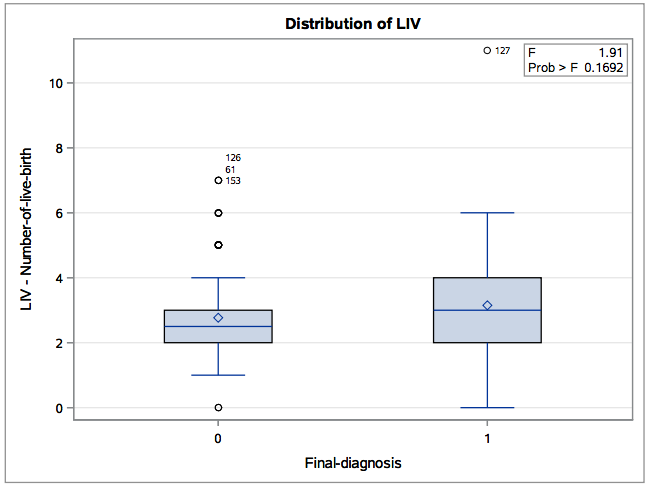 Distribution of LIV
F 1.91
Prob > F 0.1692
127
126
61
153
10
8
6
4
2
0
LIV - Number-of-live-birth
0 1
Final-diagnosis